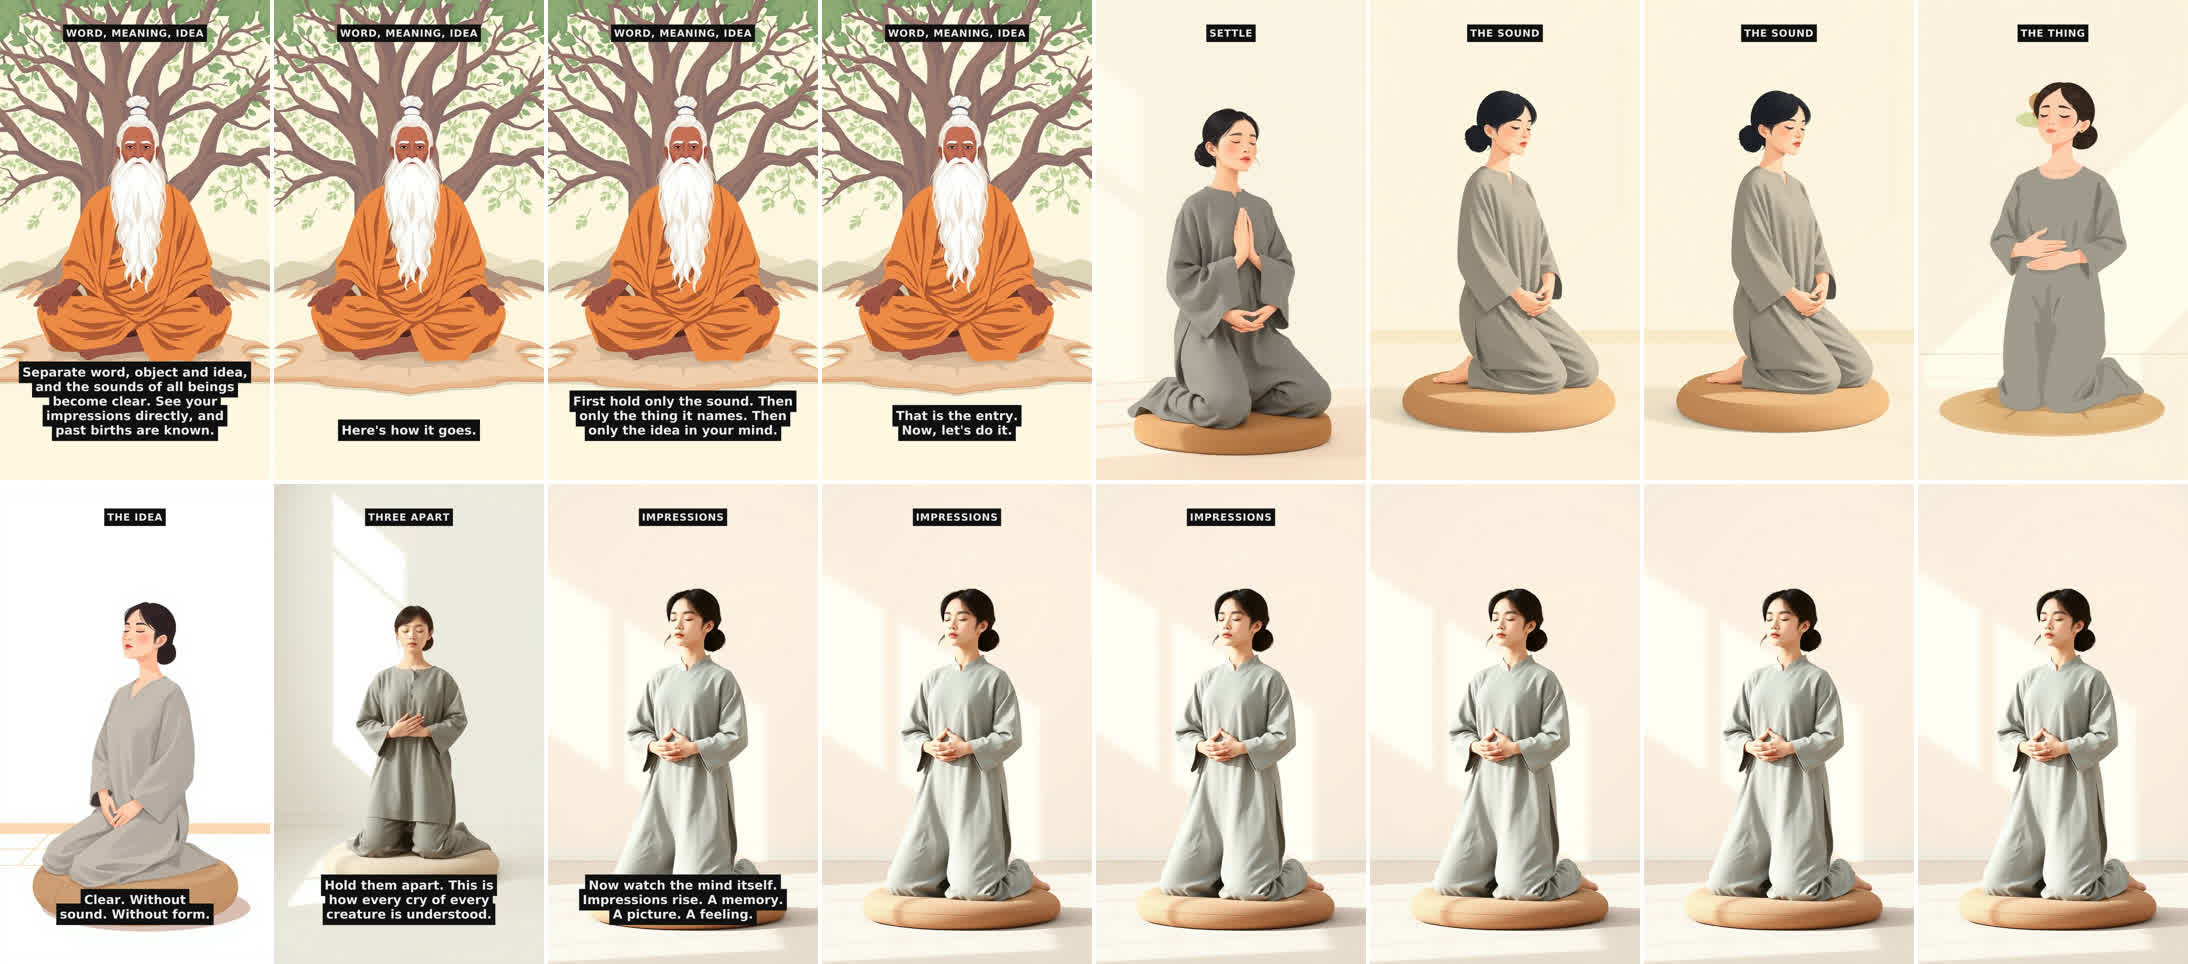 WORD, MEANING, IDEA
Separate word, object and idea,
and the sounds of all beings
become clear. See your
impressions directly, and
past births are known.
WORD, MEANING, IDEA
Here's how it goes.
WORD, MEANING, IDEA
First hold only the sound. Then
only the thing it names. Then
only the idea in your mind.
WORD, MEANING, IDEA
That is the entry.
Now, let's do it.
SETTLE
THE SOUND
THE SOUND
THE THING
THE IDEA
Clear. Without
sound. Without form.
THREE APART
Hold them apart. This is
how every cry of every
creature is understood.
IMPRESSIONS
Now watch the mind itself.
Impressions rise. A memory.
A picture. A feeling.
IMPRESSIONS
IMPRESSIONS